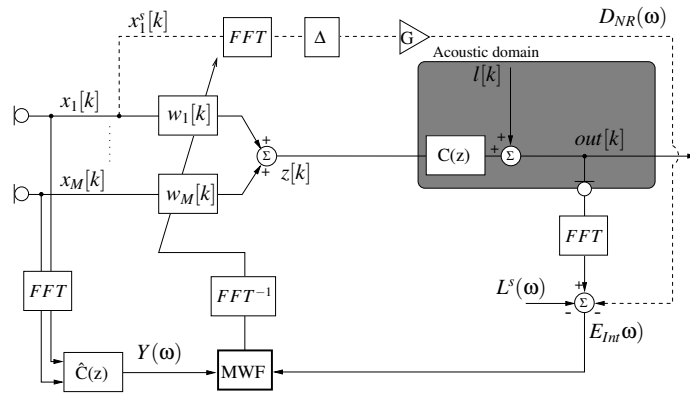 x₁ˢ[k]
FFT
Δ
G
D_NR(ω)
Acoustic domain
l[k]
x₁[k]
w₁[k]
+
+
Σ
z[k]
C(z)
+
+
Σ
out[k]
x_M[k]
w_M[k]
FFT
FFT⁻¹
FFT
Lˢ(ω)
+
Σ
-
-
E_Int ω)
Ĉ(z)
Y(ω)
MWF